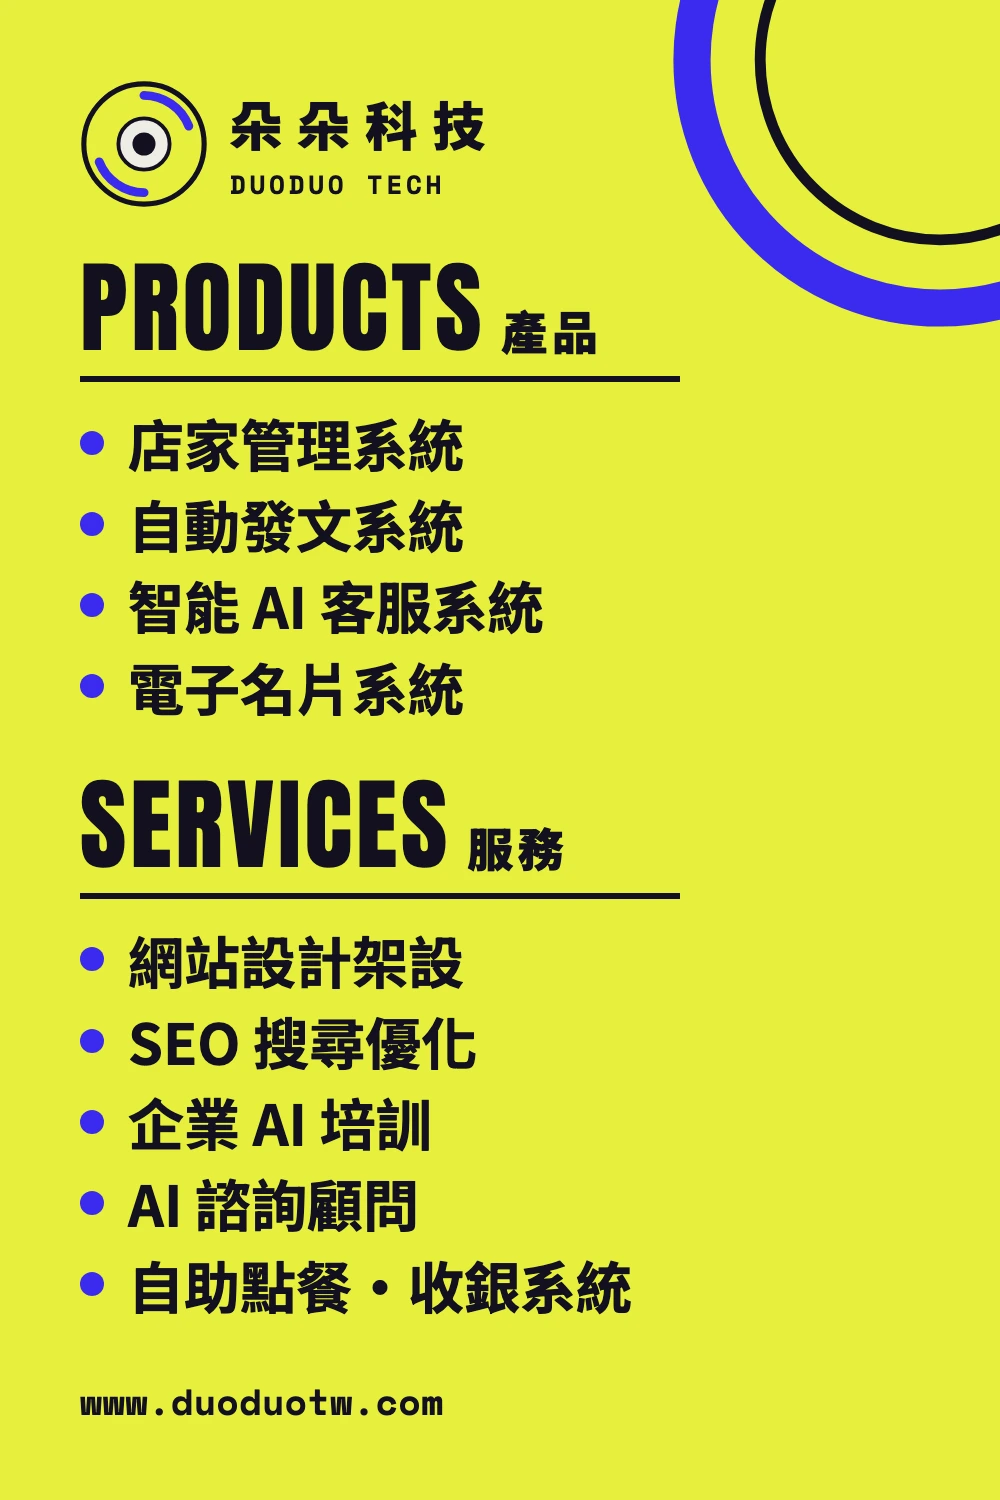 朵朵科技
DUODUO TECH
PRODUCTS 產品
店家管理系統
自動發文系統
智能 AI 客服系統
電子名片系統
SERVICES 服務
網站設計架設
SEO 搜尋優化
企業 AI 培訓
AI 諮詢顧問
自助點餐・收銀系統
www.duoduotw.com